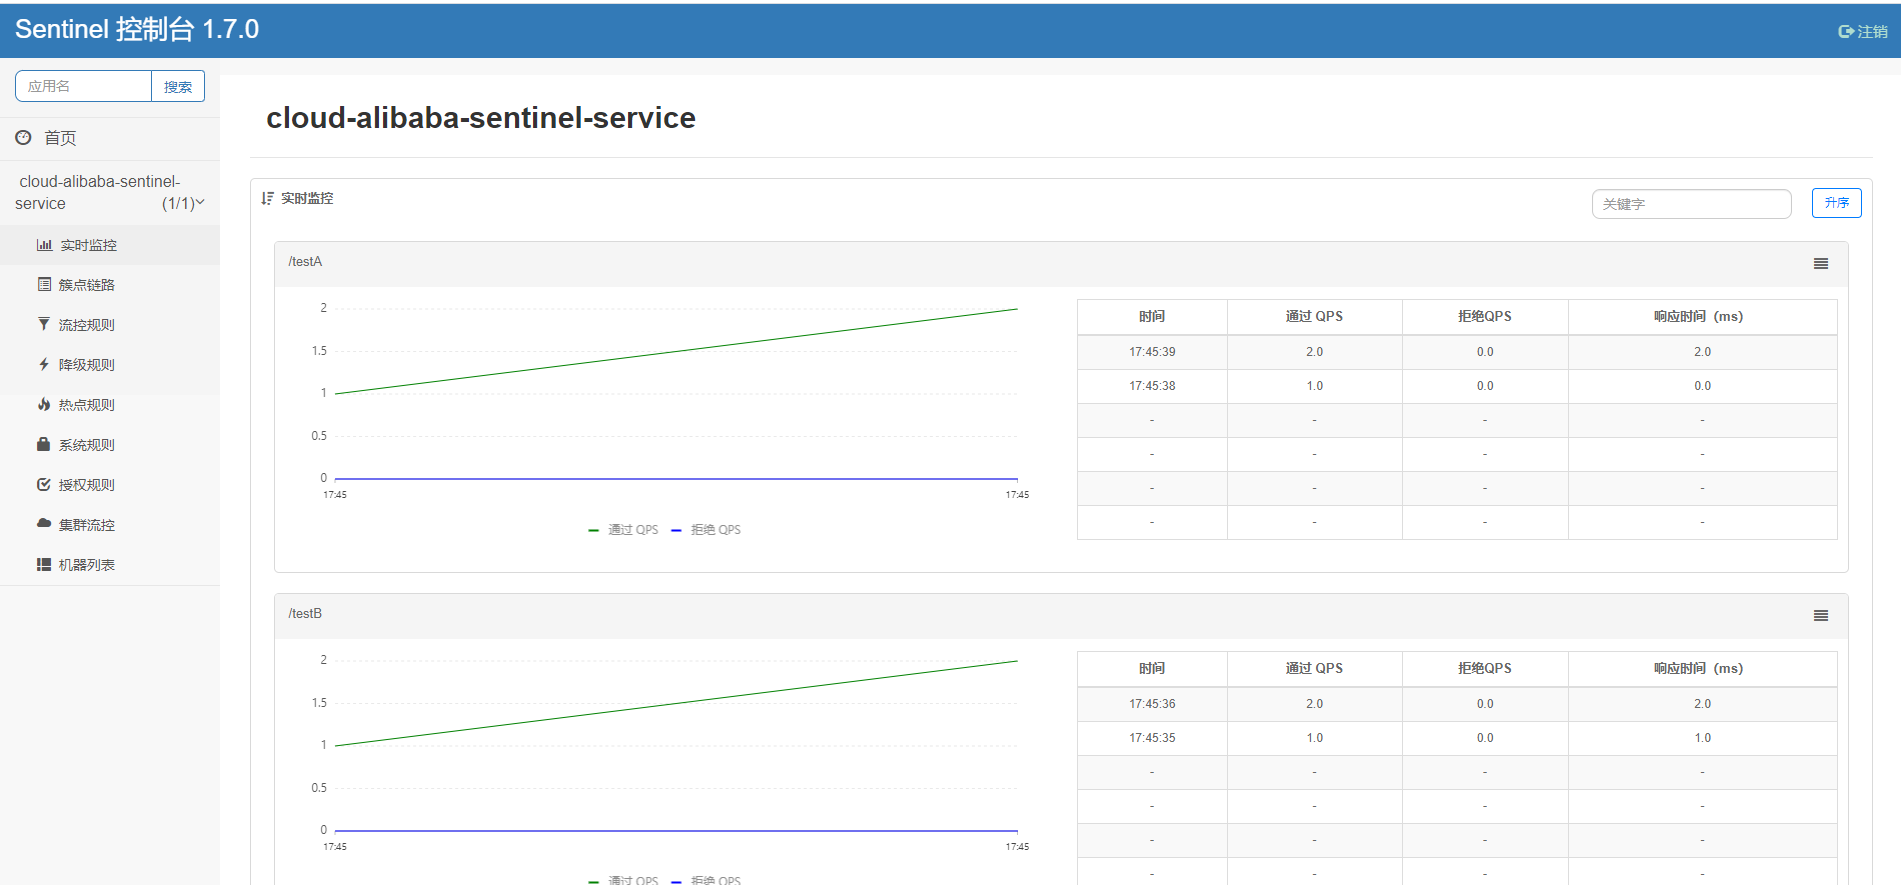 Sentinel 控制台 1.7.0
注销
应用名 搜索
首页
cloud-alibaba-sentinel-
service (1/1)
实时监控
簇点链路
流控规则
降级规则
热点规则
系统规则
授权规则
集群流控
机器列表
cloud-alibaba-sentinel-service
实时监控
关键字 升序
/testA
2
1.5
1
0.5
0
17:45 17:45
通过 QPS 拒绝 QPS
时间 通过 QPS 拒绝QPS 响应时间 (ms)
17:45:39 2.0 0.0 2.0
17:45:38 1.0 0.0 0.0
- - - -
- - - -
- - - -
- - - -
/testB
2
1.5
1
0.5
0
17:45 17:45
通过 QPS 拒绝 QPS
时间 通过 QPS 拒绝QPS 响应时间 (ms)
17:45:36 2.0 0.0 2.0
17:45:35 1.0 0.0 1.0
- - - -
- - - -
- - - -
- - - -